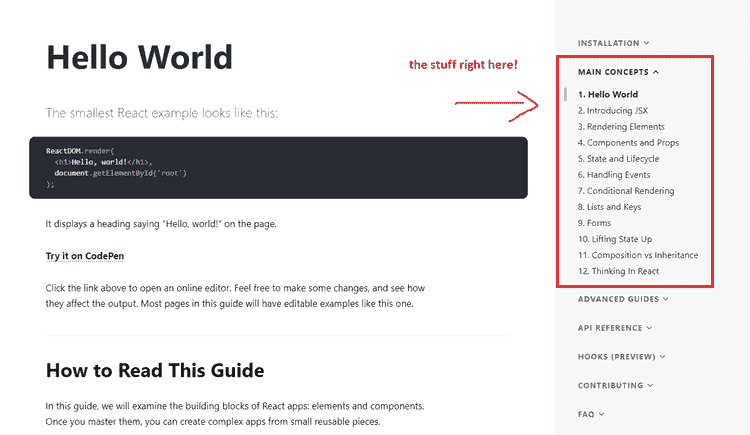 Hello World
the stuff right here!
The smallest React example looks like this:
ReactDOM.render(
<h1>Hello, world!</h1>,
document.getElementById('root')
);
It displays a heading saying "Hello, world!" on the page.
Try it on CodePen
Click the link above to open an online editor. Feel free to make some changes, and see how
they affect the output. Most pages in this guide will have editable examples like this one.
How to Read This Guide
In this guide, we will examine the building blocks of React apps: elements and components.
Once you master them, you can create complex apps from small reusable pieces.
INSTALLATION
MAIN CONCEPTS
1. Hello World
2. Introducing JSX
3. Rendering Elements
4. Components and Props
5. State and Lifecycle
6. Handling Events
7. Conditional Rendering
8. Lists and Keys
9. Forms
10. Lifting State Up
11. Composition vs Inheritance
12. Thinking In React
ADVANCED GUIDES
API REFERENCE
HOOKS (PREVIEW)
CONTRIBUTING
FAQ